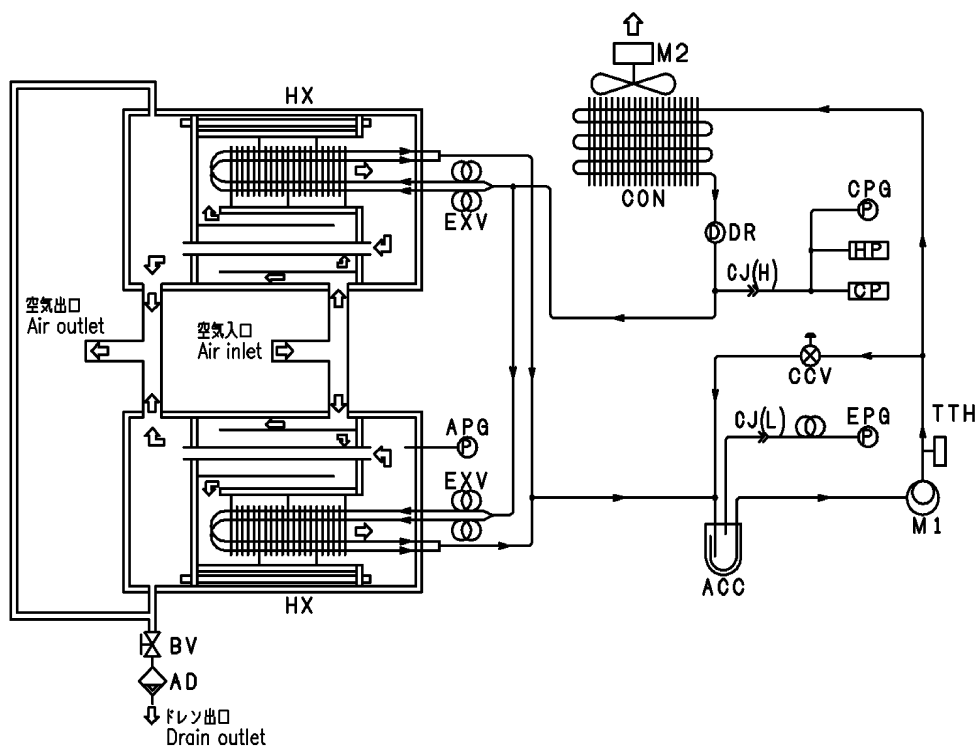 M2
HX
CON
EXV
CPG
DR
HP
CJ(H)
CP
空気出口
Air outlet
空気入口
Air inlet
CCV
TTH
APG
CJ(L)
EPG
EXV
M1
ACC
HX
BV
AD
ドレン出口
Drain outlet
P
P
P
D